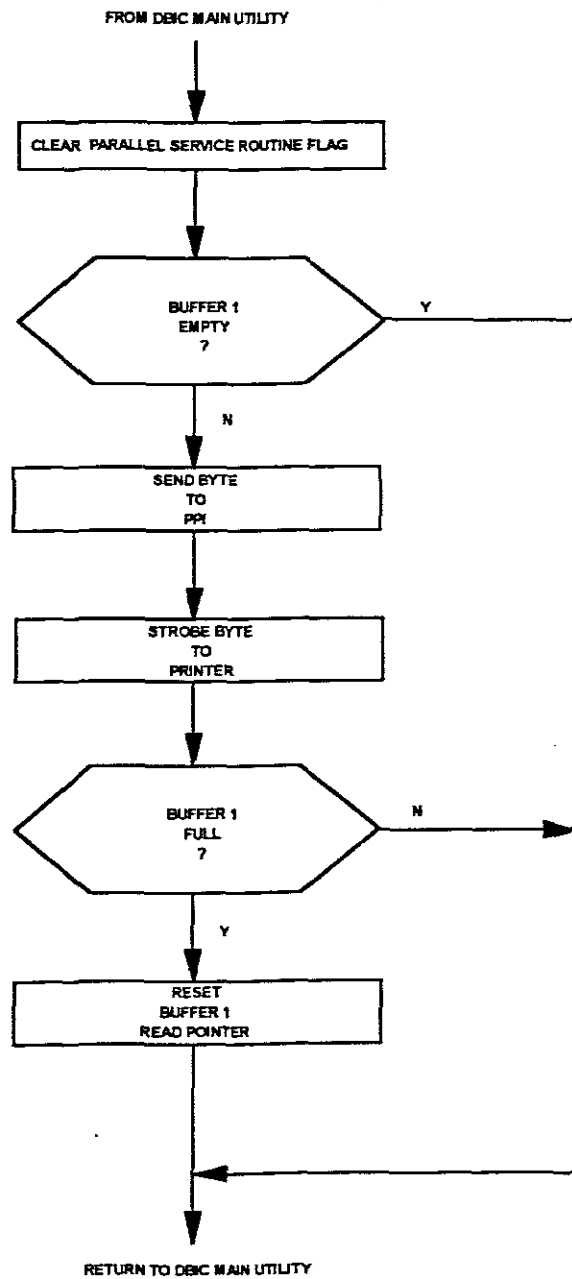 FROM DBIC MAIN UTILITY
CLEAR PARALLEL SERVICE ROUTINE FLAG
BUFFER 1
EMPTY
?
Y
N
SEND BYTE
TO
PPI
STROBE BYTE
TO
PRINTER
BUFFER 1
FULL
?
N
Y
RESET
BUFFER 1
READ POINTER
RETURN TO DBIC MAIN UTILITY